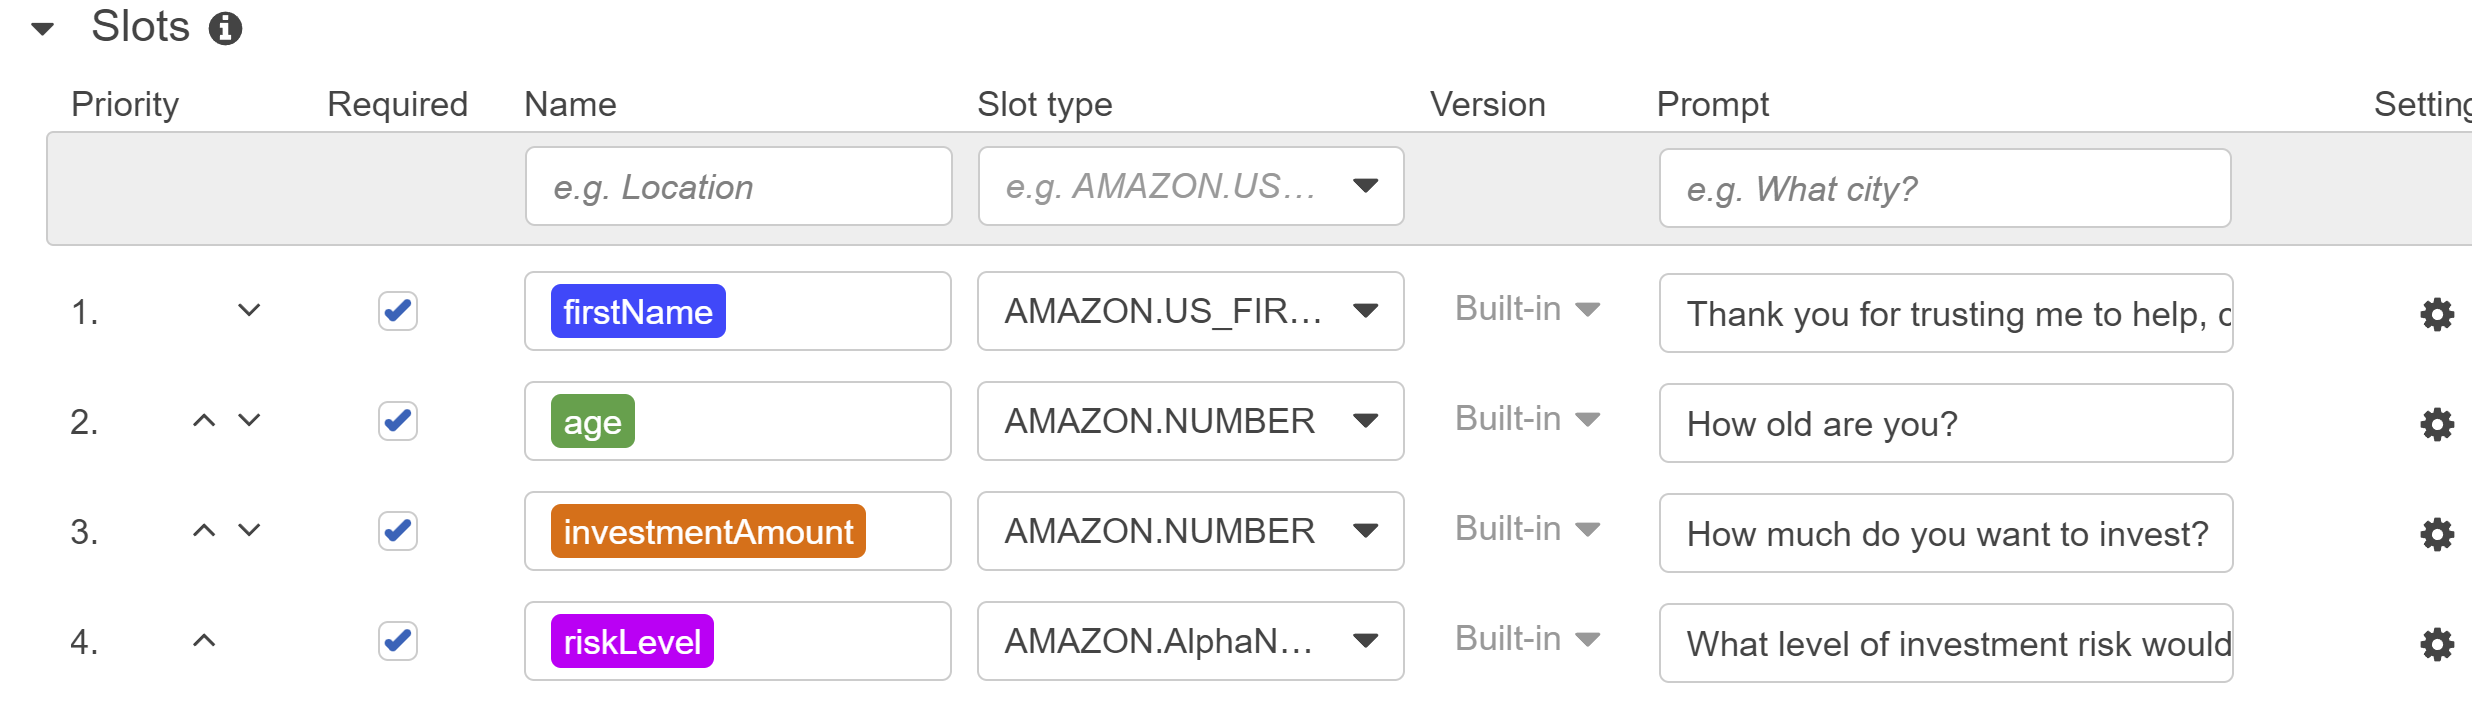 Slots
Priority Required Name Slot type Version Prompt Setting
e.g. Location e.g. AMAZON.US... e.g. What city?
1. firstName AMAZON.US_FIR... Built-in Thank you for trusting me to help,
2. age AMAZON.NUMBER Built-in How old are you?
3. investmentAmount AMAZON.NUMBER Built-in How much do you want to invest?
4. riskLevel AMAZON.AlphaN... Built-in What level of investment risk would